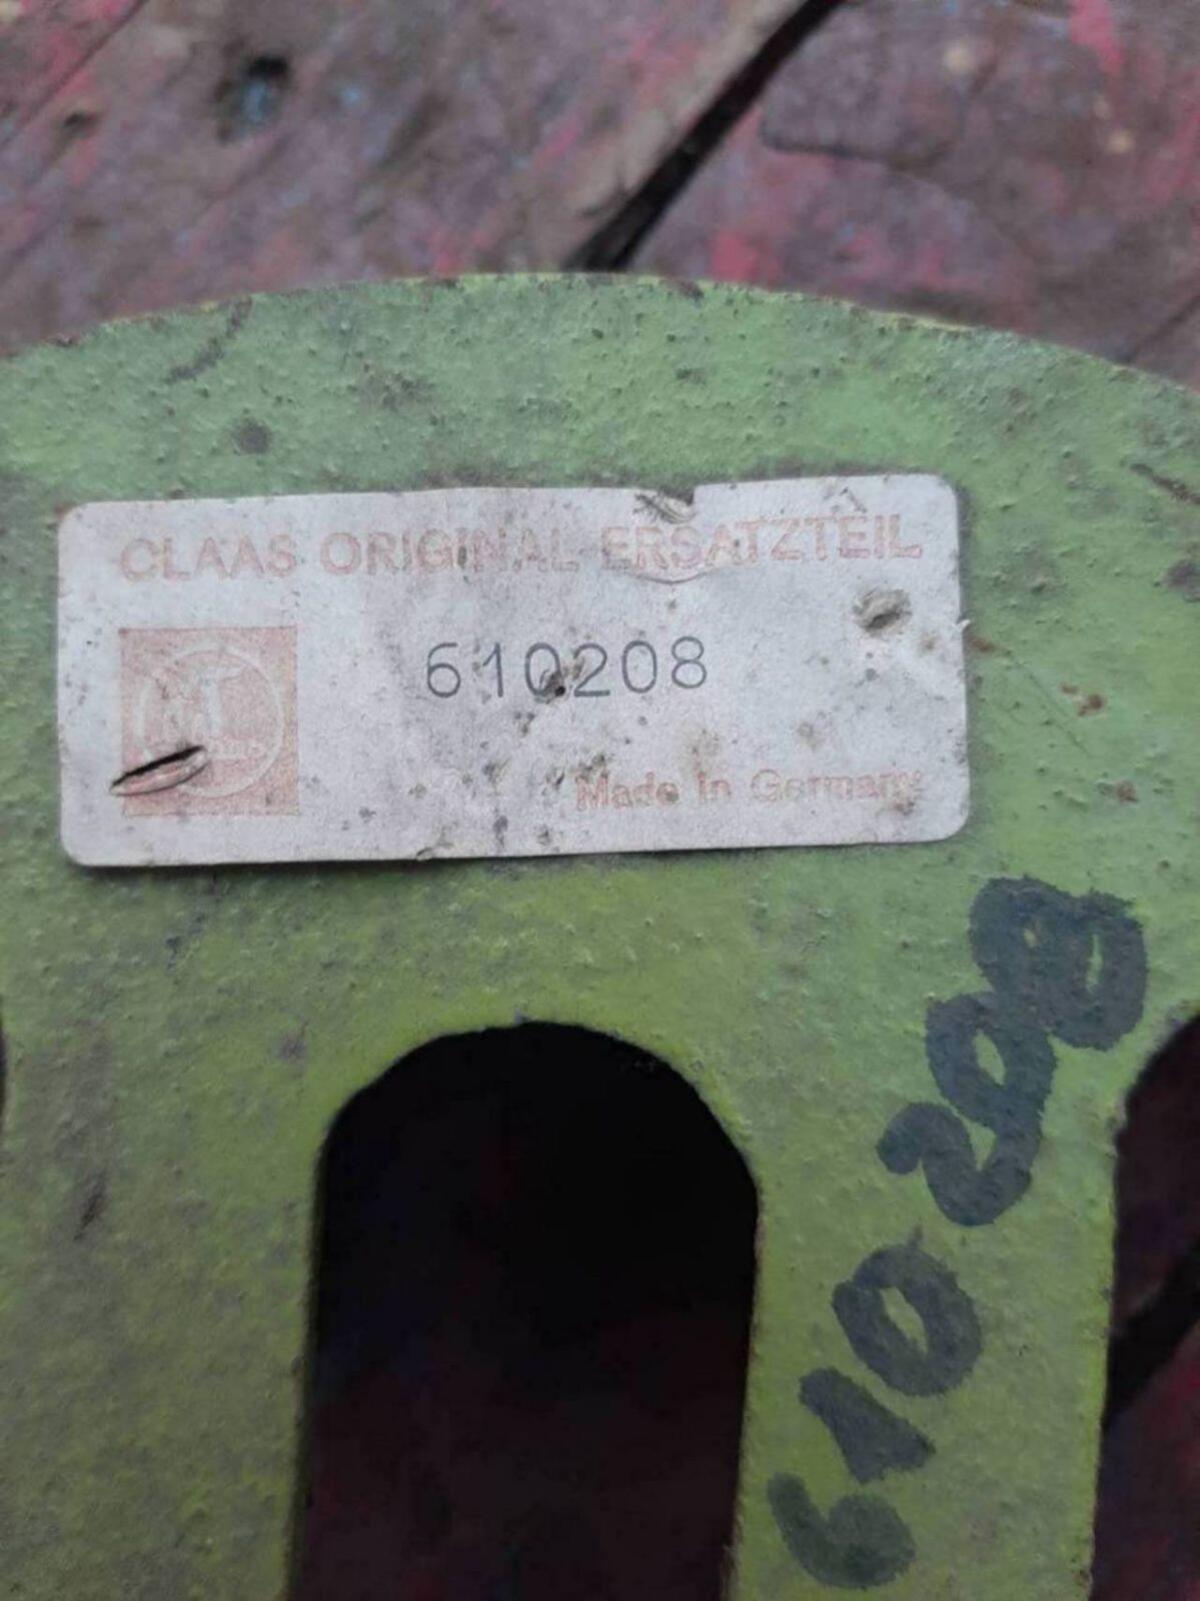 CLAAS ORIGINAL ERSATZTEIL
610208
Made in Germany
610208